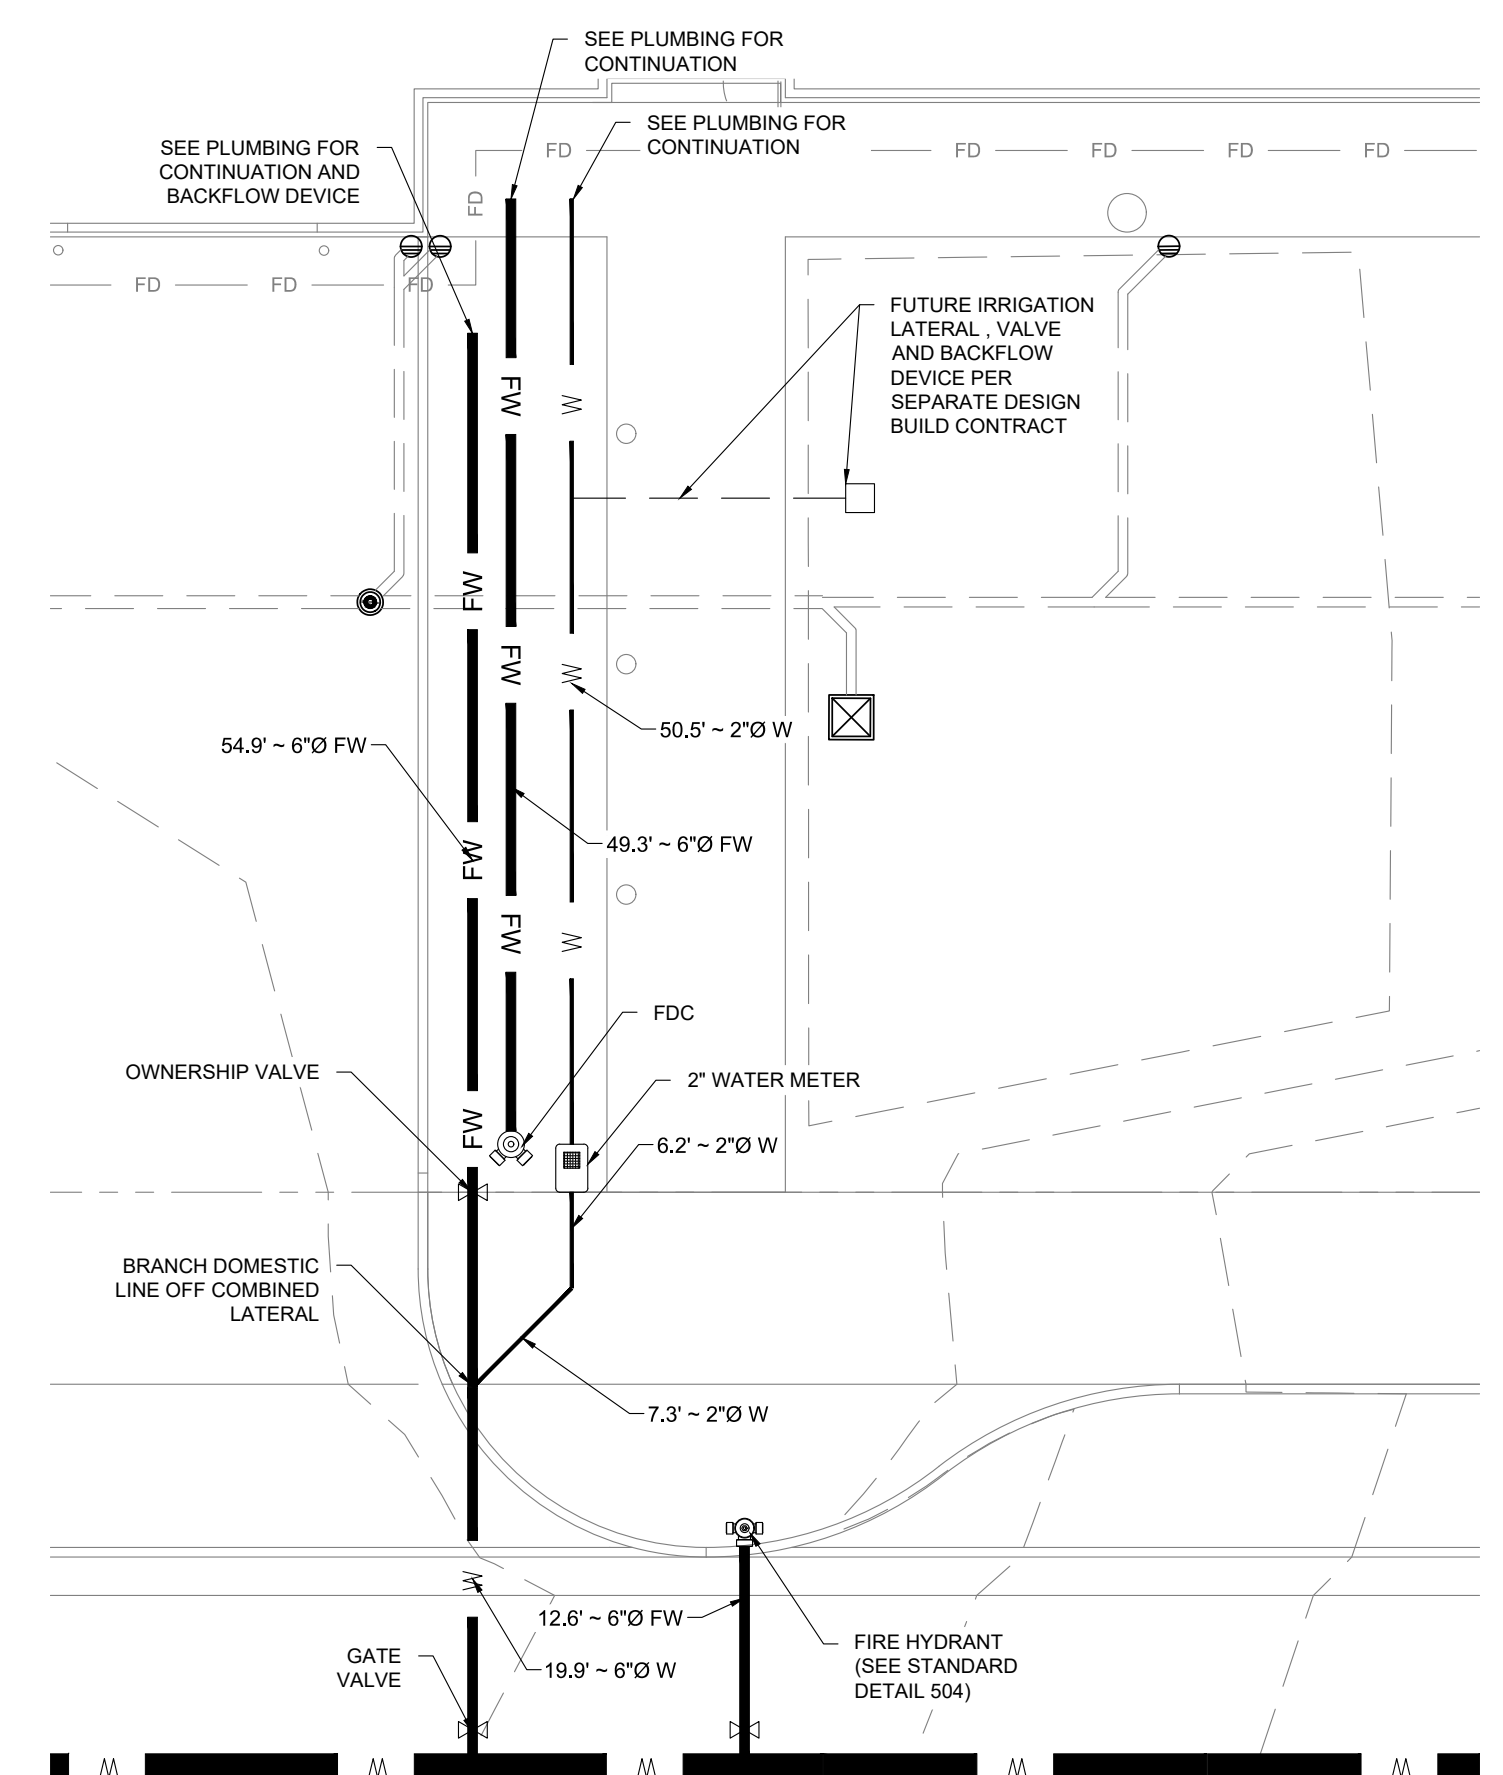 SEE PLUMBING FOR
CONTINUATION
SEE PLUMBING FOR
CONTINUATION
SEE PLUMBING FOR
CONTINUATION AND
BACKFLOW DEVICE
FD
FD
FD
FD
FD
FD
FD
FD
FD
FUTURE IRRIGATION
LATERAL , VALVE
AND BACKFLOW
DEVICE PER
SEPARATE DESIGN
BUILD CONTRACT
FW
W
FW
FW
W
50.5' ~ 2"Ø W
54.9' ~ 6"Ø FW
49.3' ~ 6"Ø FW
FW
FW
W
FDC
OWNERSHIP VALVE
2" WATER METER
FW
6.2' ~ 2"Ø W
BRANCH DOMESTIC
LINE OFF COMBINED
LATERAL
7.3' ~ 2"Ø W
W
12.6' ~ 6"Ø FW
FIRE HYDRANT
(SEE STANDARD
DETAIL 504)
GATE
VALVE
19.9' ~ 6"Ø W
W
W
W
W
W